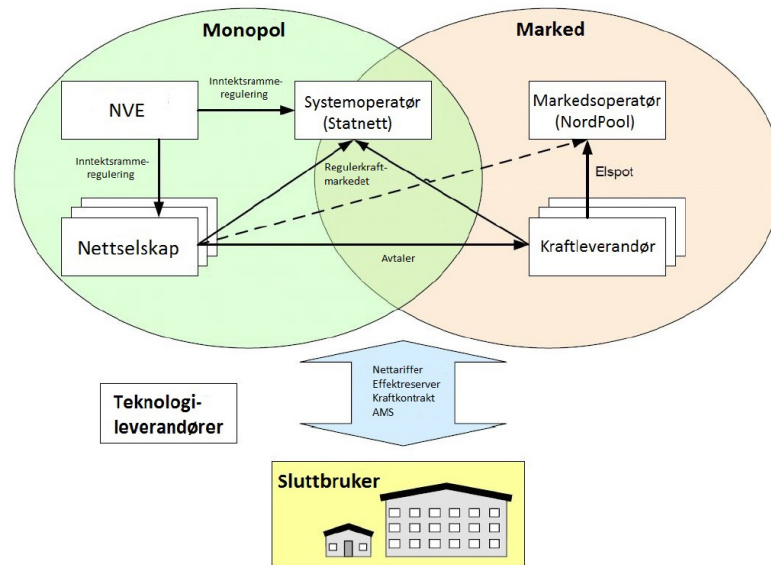 Monopol
Marked
Inntektsramme-
regulering
NVE
Systemoperatør
(Statnett)
Markedsoperatør
(NordPool)
Inntektsramme-
regulering
Regulerkraft-
markedet
Elspot
Nettselskap
Avtaler
Kraftleverandør
Nettariffer
Effektreserver
Kraftkontrakt
AMS
Teknologi-
leverandører
Sluttbruker